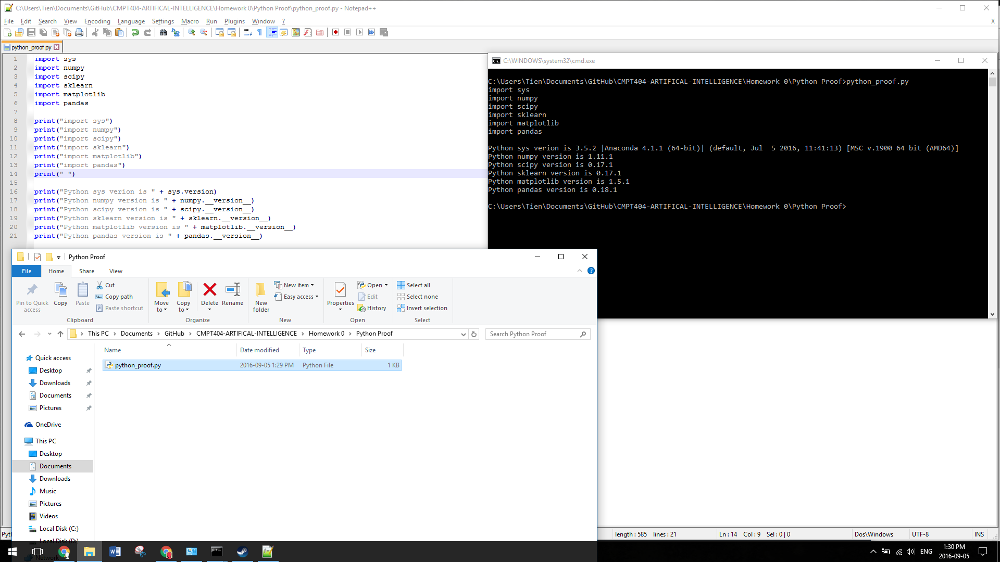 C:\Users\Tien\Documents\GitHub\CMPT404-ARTIFICAL-INTELLIGENCE\Homework 0\Python Proof\python_proof.py - Notepad++
File Edit Search View Encoding Language Settings Macro Run Plugins Window ? X
python_proof.py
1 import sys
2 import numpy
3 import scipy
4 import sklearn
5 import matplotlib
6 import pandas
7
8 print("import sys")
9 print("import numpy")
10 print("import scipy")
11 print("import sklearn")
12 print("import matplotlib")
13 print("import pandas")
14 print(" ")
15
16 print("Python sys verion is " + sys.version)
17 print("Python numpy version is " + numpy.__version__)
18 print("Python scipy version is " + scipy.__version__)
19 print("Python sklearn version is " + sklearn.__version__)
20 print("Python matplotlib version is " + matplotlib.__version__)
21 print("Python pandas version is " + pandas.__version__)
C:\WINDOWS\system32\cmd.exe
C:\Users\Tien\Documents\GitHub\CMPT404-ARTIFICAL-INTELLIGENCE\Homework 0\Python Proof>python_proof.py
import sys
import numpy
import scipy
import sklearn
import matplotlib
import pandas
Python sys verion is 3.5.2 |Anaconda 4.1.1 (64-bit)| (default, Jul  5 2016, 11:41:13) [MSC v.1900 64 bit (AMD64)]
Python numpy version is 1.11.1
Python scipy version is 0.17.1
Python sklearn version is 0.17.1
Python matplotlib version is 1.5.1
Python pandas version is 0.18.1
C:\Users\Tien\Documents\GitHub\CMPT404-ARTIFICAL-INTELLIGENCE\Homework 0\Python Proof>
Python Proof
File Home Share View
Pin to Quick access
Copy
Paste
Cut
Copy path
Paste shortcut
Clipboard
Move to
Copy to
Delete
Rename
Organize
New folder
New item
Easy access
New
Properties
Open
Edit
History
Open
Select all
Select none
Invert selection
Select
This PC > Documents > GitHub > CMPT404-ARTIFICAL-INTELLIGENCE > Homework 0 > Python Proof
Search Python Proof
Name Date modified Type Size
python_proof.py 2016-09-05 1:29 PM Python File 1 KB
Quick access
Desktop
Downloads
Documents
Pictures
OneDrive
This PC
Desktop
Documents
Downloads
Music
Pictures
Videos
Local Disk (C:)
Local Disk (D:)
Network
Pyt
length : 585 lines : 21
Ln : 14 Col : 9 Sel : 0 | 0
Dos\Windows
UTF-8
INS
ENG
1:30 PM
2016-09-05